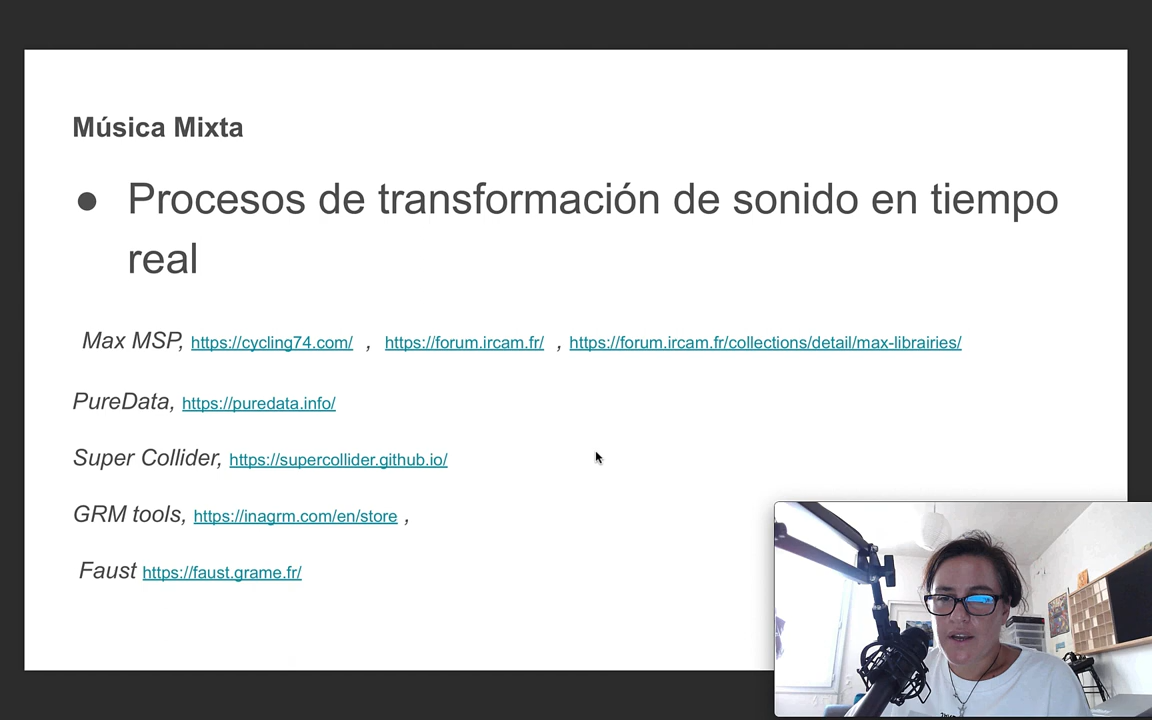 Música Mixta
● Procesos de transformación de sonido en tiempo
real
Max MSP, https://cycling74.com/ , https://forum.ircam.fr/ , https://forum.ircam.fr/collections/detail/max-librairies/
PureData, https://puredata.info/
Super Collider, https://supercollider.github.io/
GRM tools, https://inagrm.com/en/store ,
Faust https://faust.grame.fr/